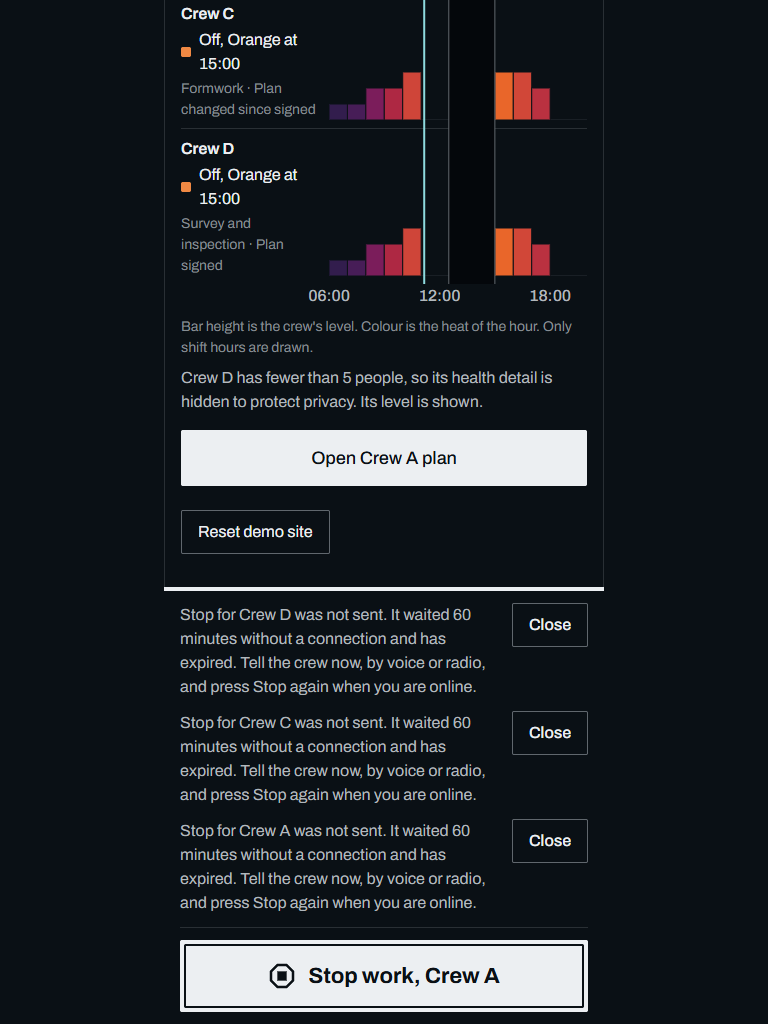 Crew C
Off, Orange at
15:00
Formwork · Plan
changed since signed
Crew D
Off, Orange at
15:00
Survey and
inspection · Plan
signed
06:00 12:00 18:00
Bar height is the crew's level. Colour is the heat of the hour. Only
shift hours are drawn.
Crew D has fewer than 5 people, so its health detail is
hidden to protect privacy. Its level is shown.
Open Crew A plan
Reset demo site
Stop for Crew D was not sent. It waited 60
minutes without a connection and has
expired. Tell the crew now, by voice or radio,
and press Stop again when you are online.
Close
Stop for Crew C was not sent. It waited 60
minutes without a connection and has
expired. Tell the crew now, by voice or radio,
and press Stop again when you are online.
Close
Stop for Crew A was not sent. It waited 60
minutes without a connection and has
expired. Tell the crew now, by voice or radio,
and press Stop again when you are online.
Close
Stop work, Crew A